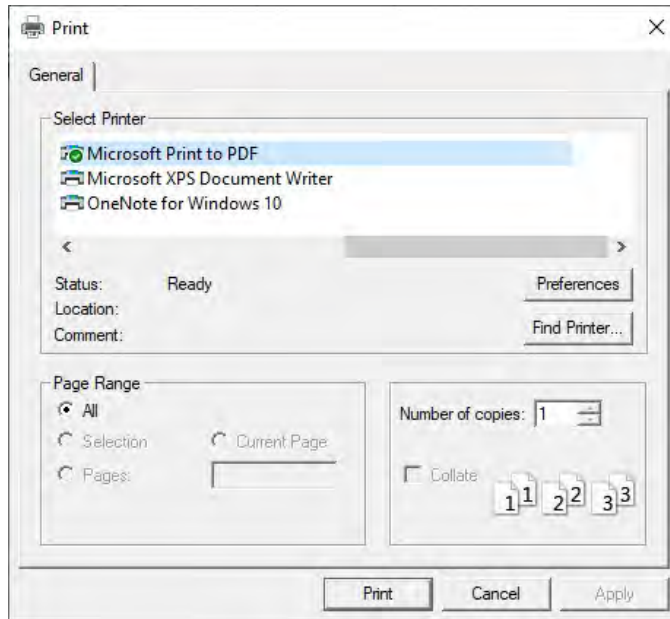 Print
General
Select Printer
Microsoft Print to PDF
Microsoft XPS Document Writer
OneNote for Windows 10
Status: Ready
Preferences
Location:
Comment:
Find Printer...
Page Range
All
Selection
Current Page
Pages:
Number of copies: 1
Collate
1 1 2 2 3 3
Print Cancel Apply